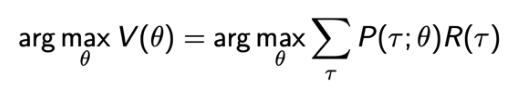 arg max_θ V(θ) = arg max_θ ∑_τ P(τ; θ)R(τ)